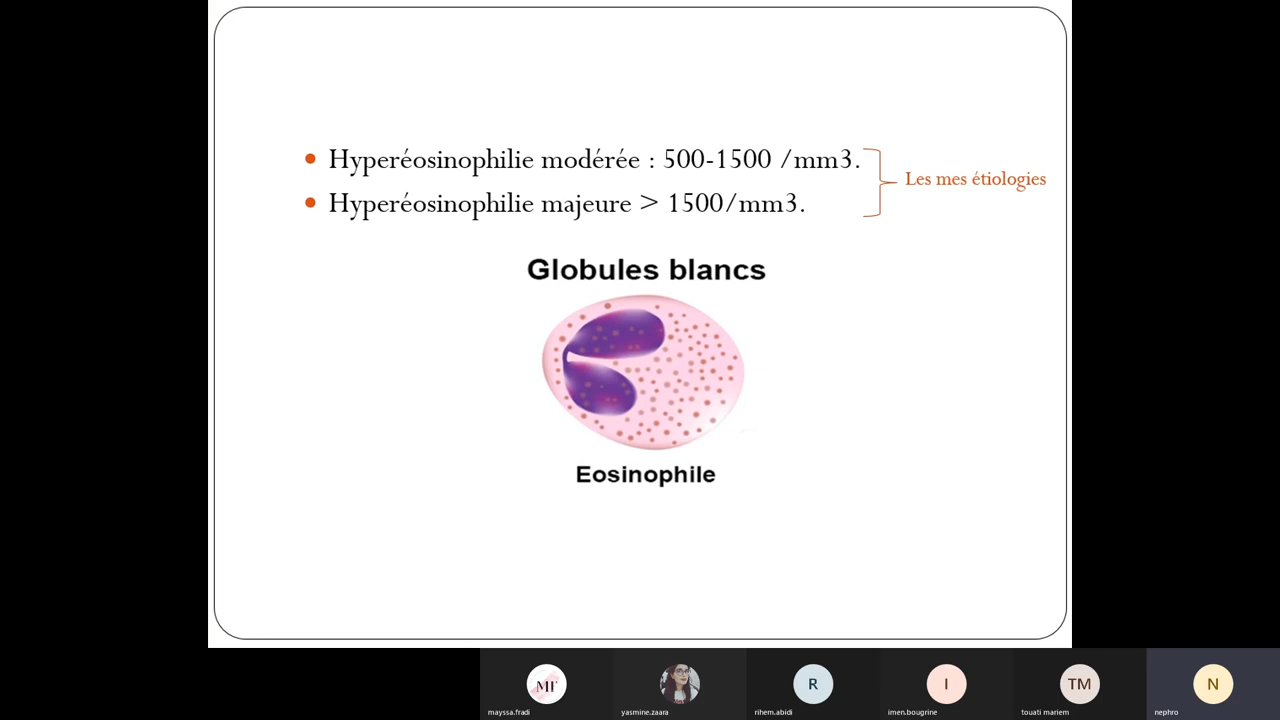 Hyperéosinophilie modérée : 500-1500 /mm3.
Hyperéosinophilie majeure > 1500/mm3.
Les mes étiologies
Globules blancs
Eosinophile
MF
R
I
TM
N
mayssa.fradi
yasmine.zaara
rihem.abidi
imen.bougrine
touati mariem
nephro